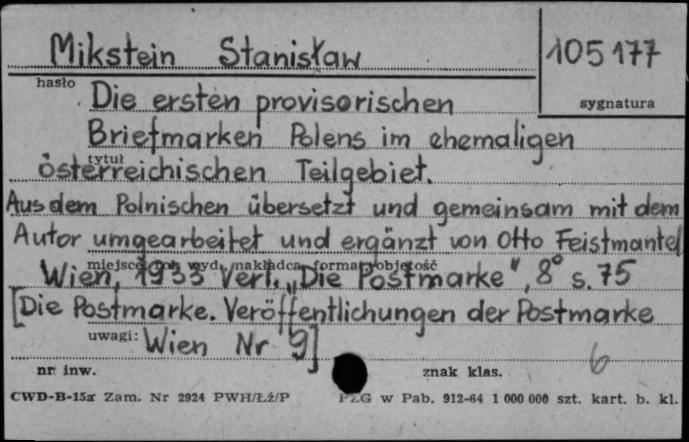 Mikstein Stanisław
105177
hasło
sygnatura
Die ersten provisorischen
Briefmarken Polens im ehemaligen
tytuł
österreichischen Teilgebiet.
Aus dem Polnischen übersetzt und gemeinsam mit dem
Autor umgearbeitet und ergänzt von Otto Feistmantel
miejsce, rok wyd., nakładca, format, objętość
Wien, 1933 Verl. „Die Postmarke", 8° s. 75
[Die Postmarke. Veröffentlichungen der Postmarke
uwagi: Wien Nr 9]
6
nr inw.
znak klas.
CWD-B-15a Zam. Nr 2924 PWH/Łź/P
PZG w Pab. 912-64 1 000 000 szt. kart. b. kl.